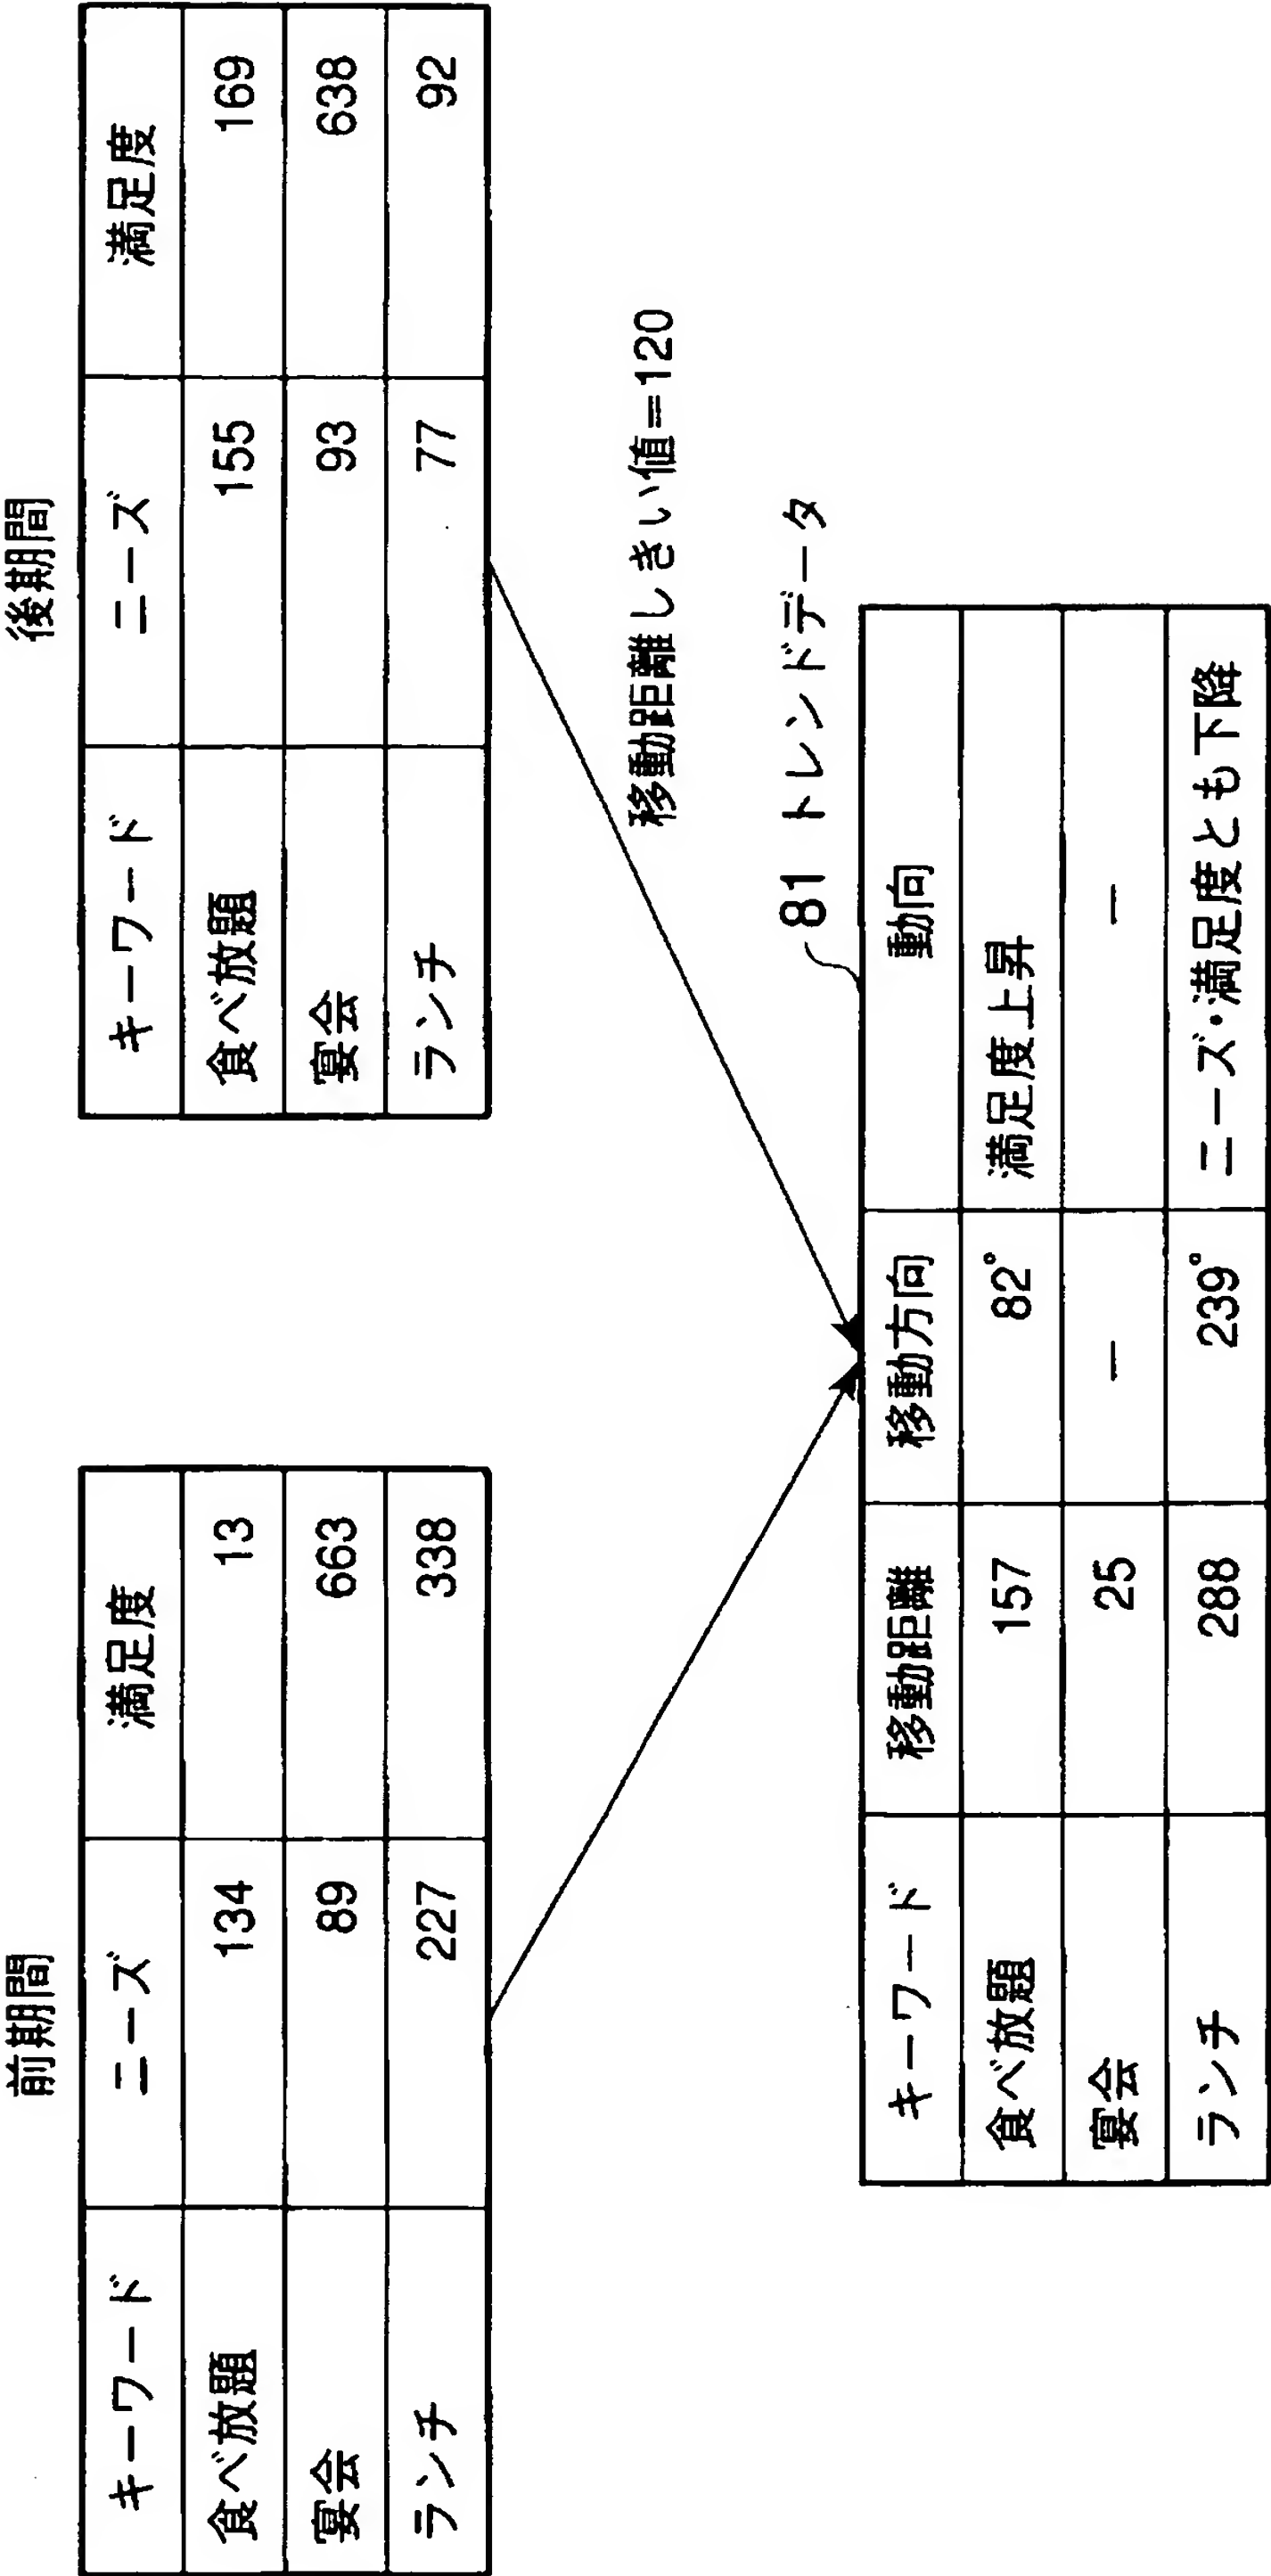 前期間
キーワード ニーズ 満足度
食べ放題 134 13
宴会 89 663
ランチ 227 338
後期間
キーワード ニーズ 満足度
食べ放題 155 169
宴会 93 638
ランチ 77 92
移動距離しきい値=120
81 トレンドデータ
キーワード 移動距離 移動方向 動向
食べ放題 157 82° 満足度上昇
宴会 25 — —
ランチ 288 239° ニーズ・満足度とも下降